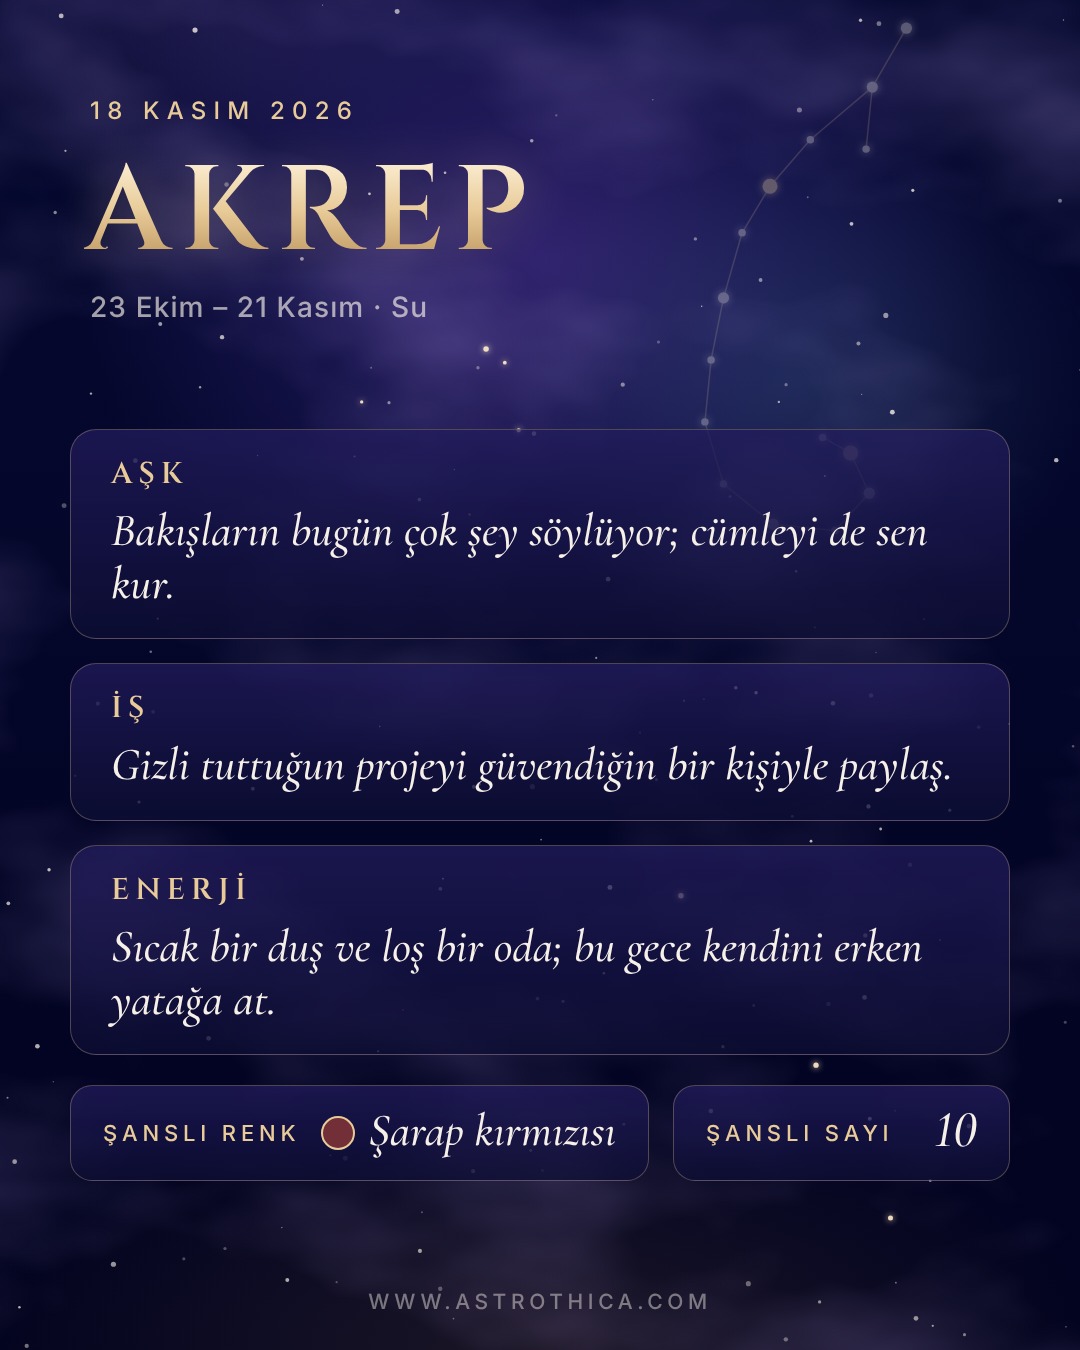 18 KASIM 2026
AKREP
23 Ekim – 21 Kasım · Su
AŞK
Bakışların bugün çok şey söylüyor; cümleyi de sen
kur.
İŞ
Gizli tuttuğun projeyi güvendiğin bir kişiyle paylaş.
ENERJİ
Sıcak bir duş ve loş bir oda; bu gece kendini erken
yatağa at.
ŞANSLI RENK Şarap kırmızısı
ŞANSLI SAYI 10
WWW.ASTROTHICA.COM